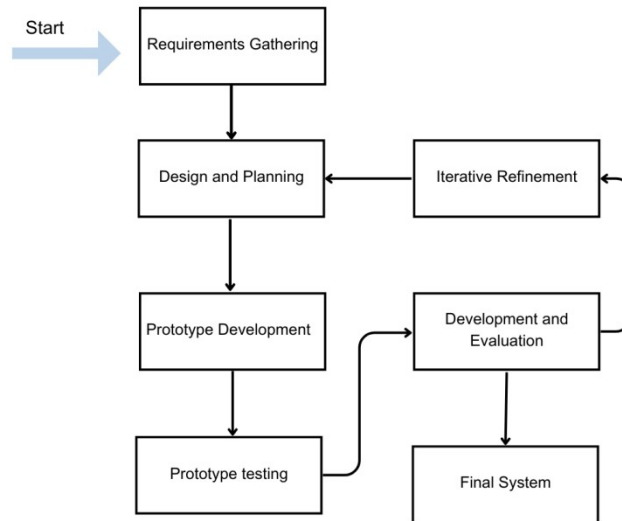 Start
Requirements Gathering
Design and Planning
Iterative Refinement
Prototype Development
Development and
Evaluation
Prototype testing
Final System